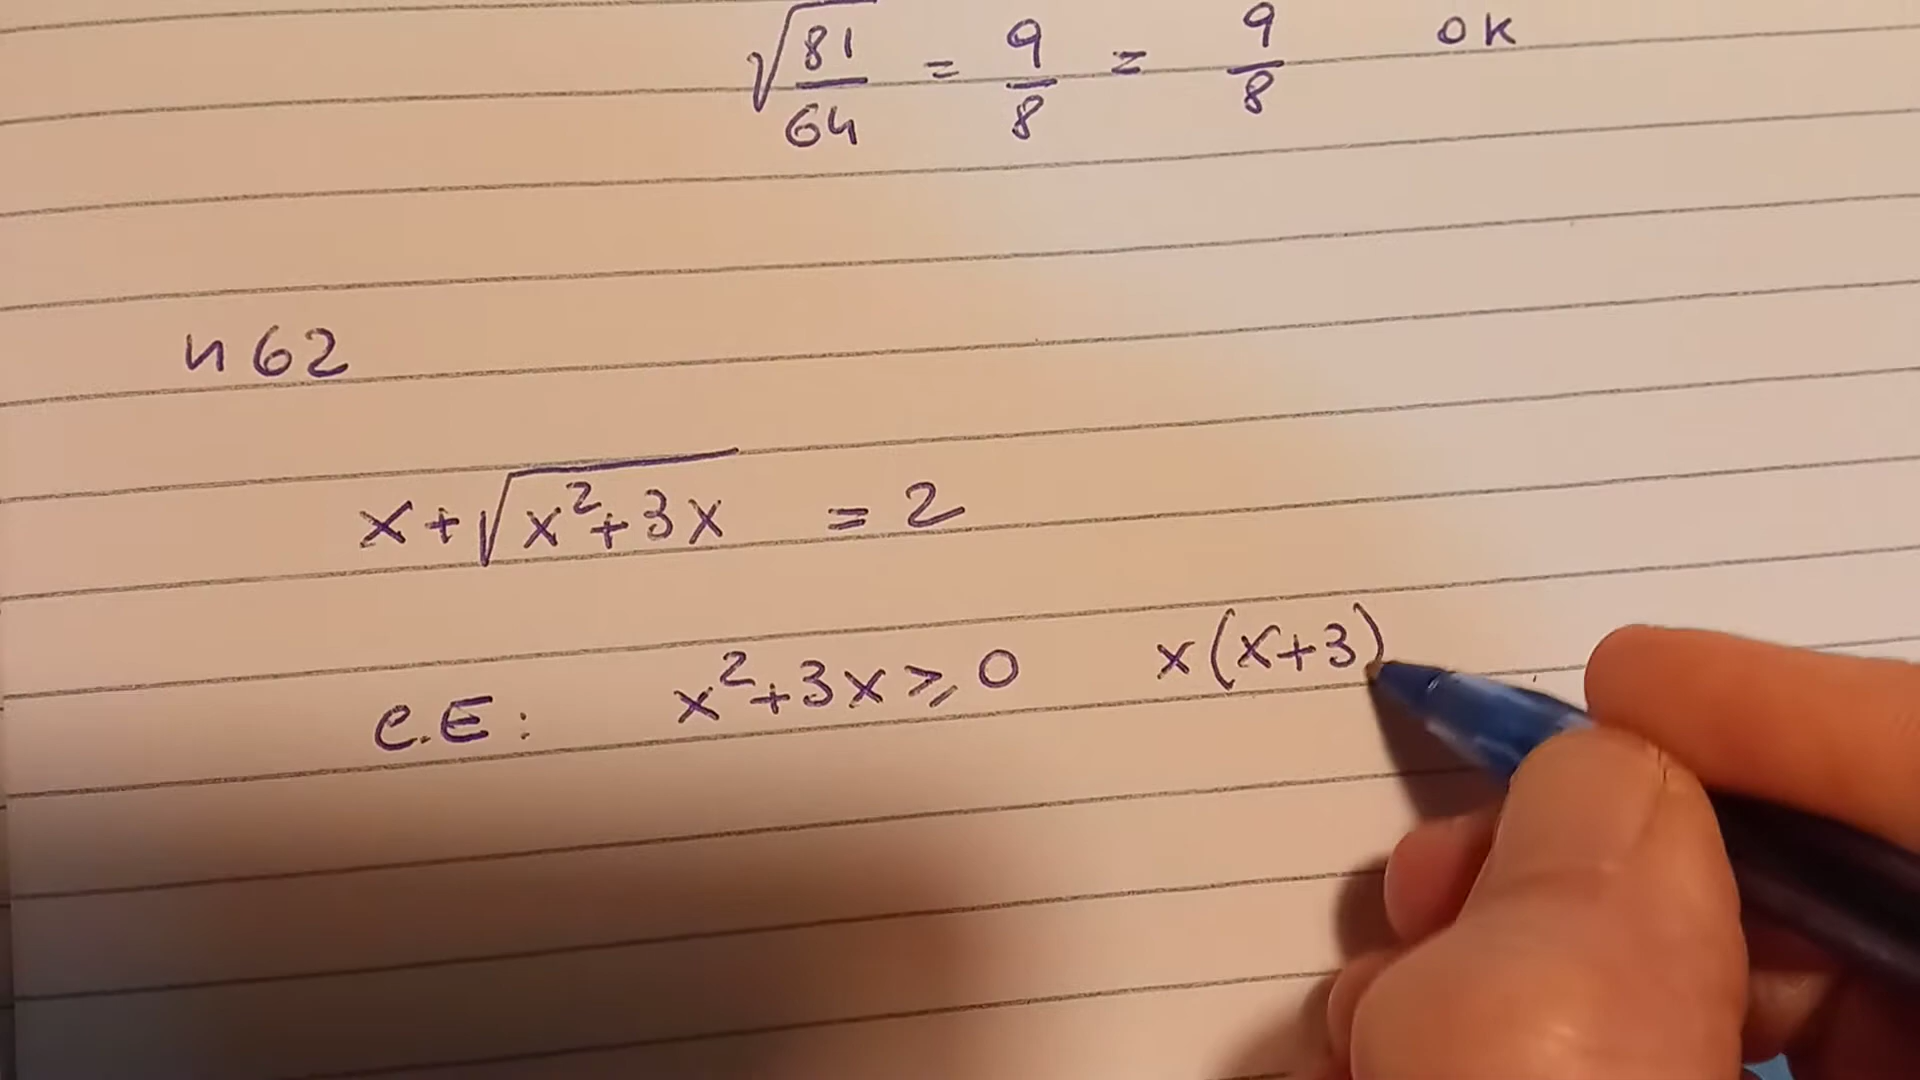 √81/64 = 9/8 = 9/8 OK
n 62
x+√x²+3x = 2
C.E: x²+3x ⩾ 0 x(x+3)